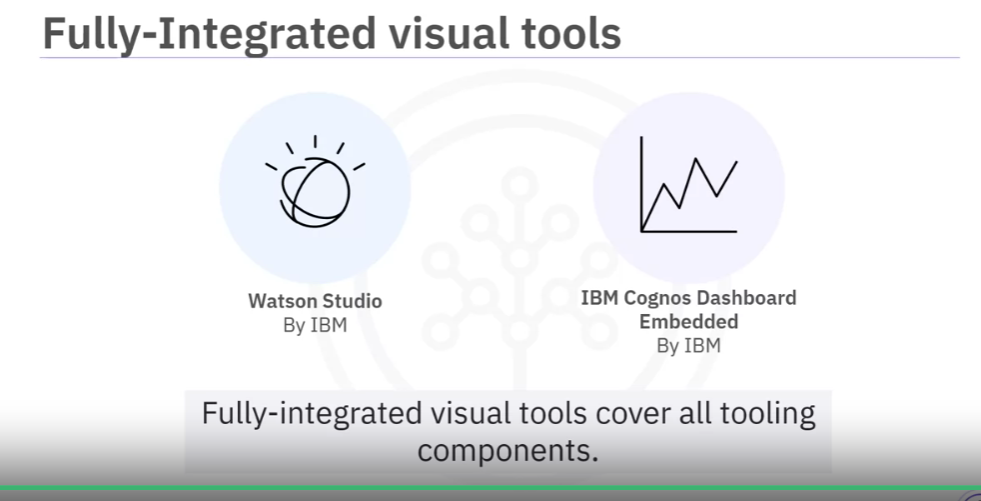 Fully-Integrated visual tools
Watson Studio
By IBM
IBM Cognos Dashboard
Embedded
By IBM
Fully-integrated visual tools cover all tooling
components.